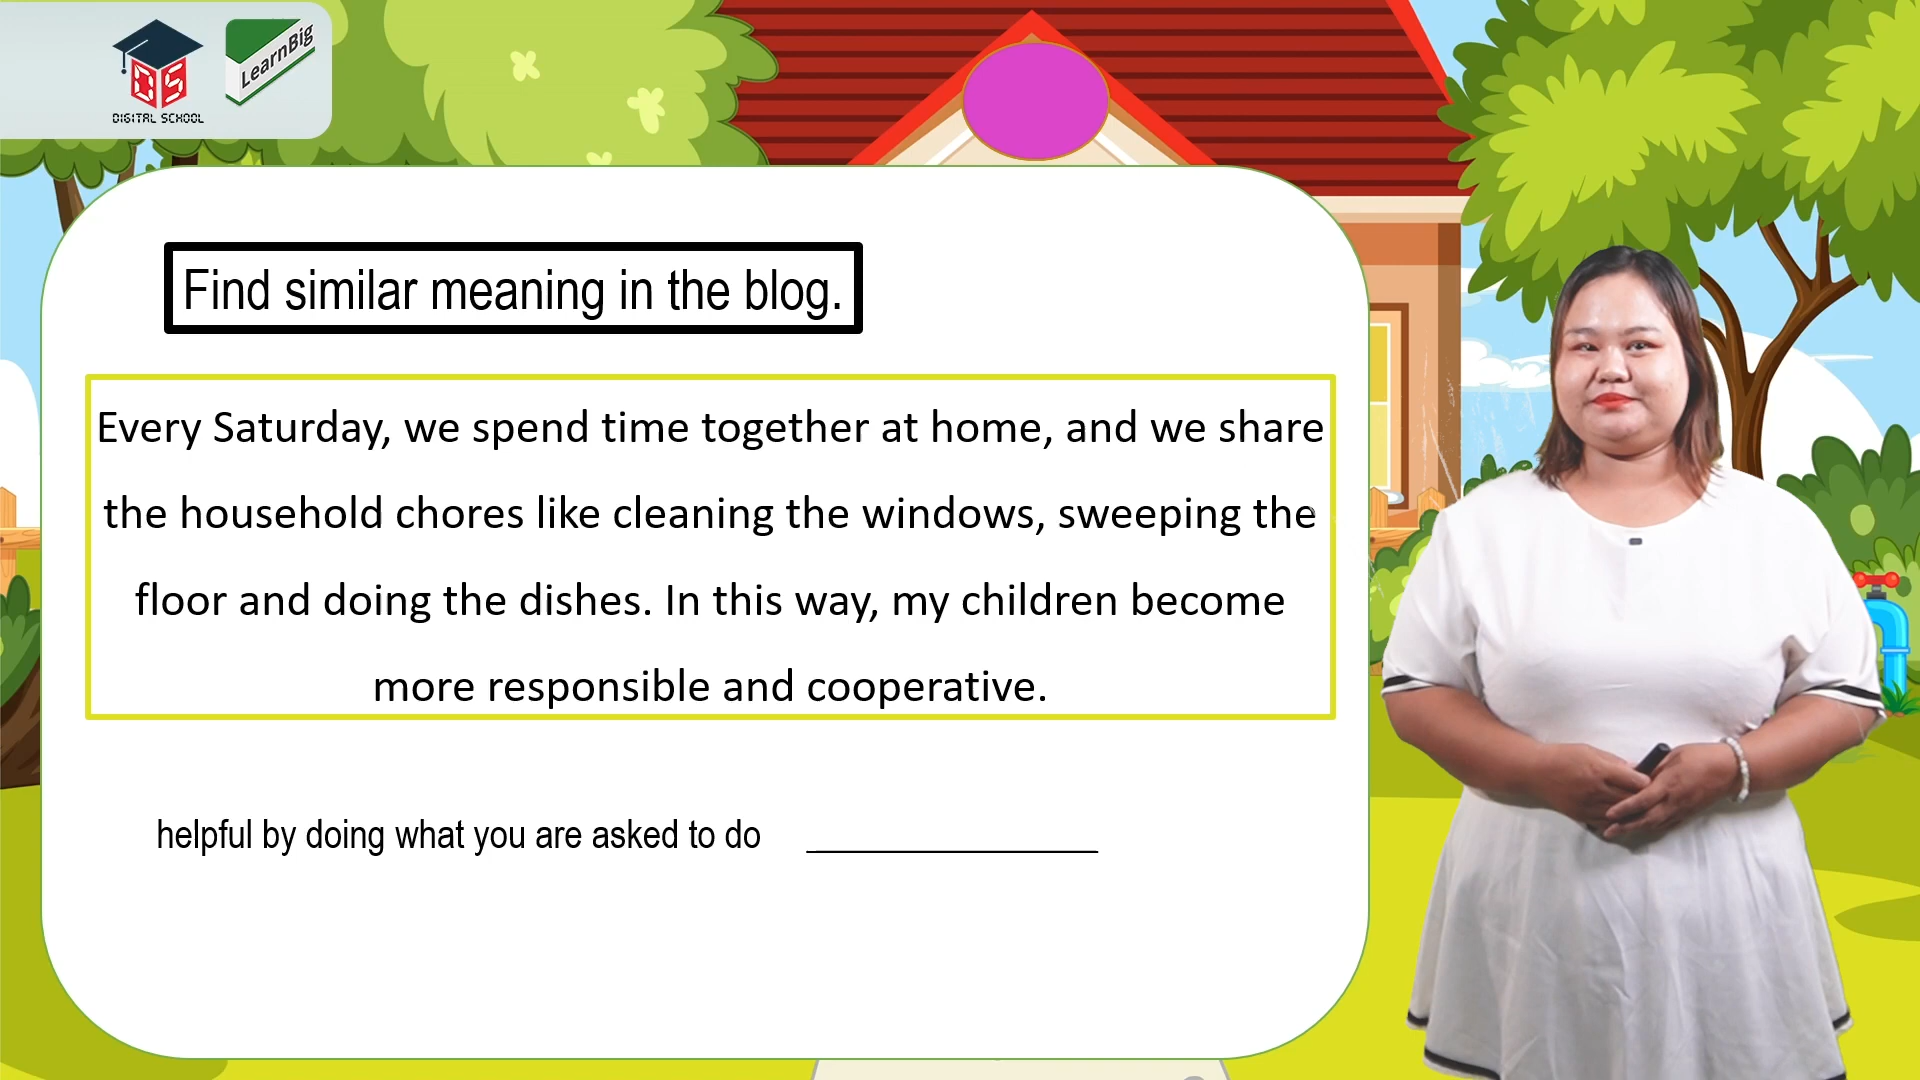 DIGITAL SCHOOL
LearnBig
Find similar meaning in the blog.
Every Saturday, we spend time together at home, and we share
the household chores like cleaning the windows, sweeping the
floor and doing the dishes. In this way, my children become
more responsible and cooperative.
helpful by doing what you are asked to do